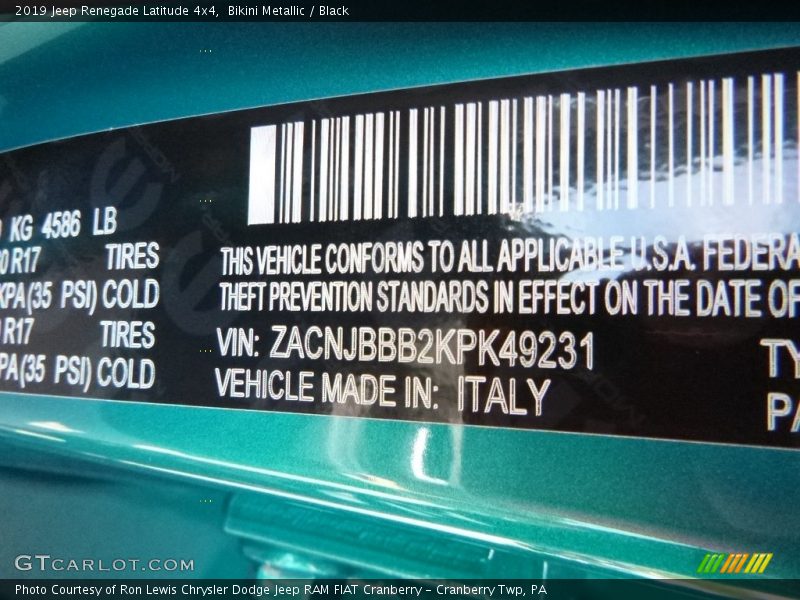 2019 Jeep Renegade Latitude 4x4, Bikini Metallic / Black
KG 4586 LB
R17 TIRES
(35 PSI) COLD
R17 TIRES
(35 PSI) COLD
THIS VEHICLE CONFORMS TO ALL APPLICABLE U.S.A. FEDERA
THEFT PREVENTION STANDARDS IN EFFECT ON THE DATE OF
VIN: ZACNJBBB2KPK49231
VEHICLE MADE IN: ITALY
TY
PA
GTCARLOT.COM
Photo Courtesy of Ron Lewis Chrysler Dodge Jeep RAM FIAT Cranberry - Cranberry Twp, PA